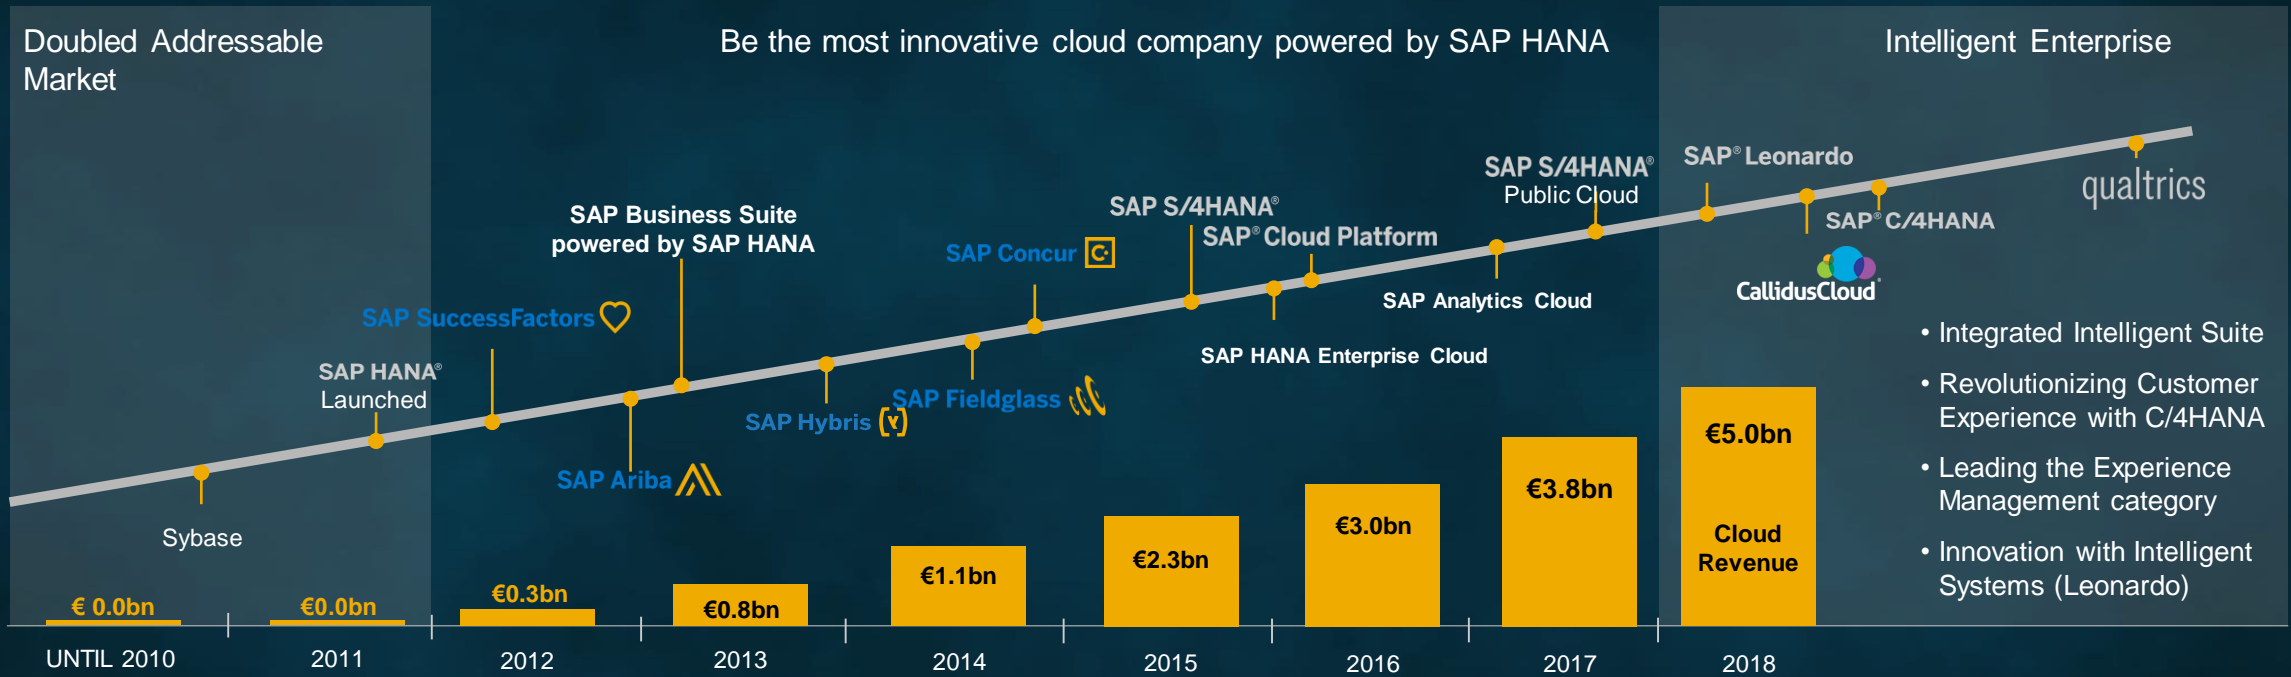 Doubled Addressable
Market
Be the most innovative cloud company powered by SAP HANA
Intelligent Enterprise
Sybase
SAP HANA®
Launched
SAP SuccessFactors
SAP Ariba
SAP Business Suite
powered by SAP HANA
SAP Hybris
SAP Fieldglass
SAP Concur
SAP S/4HANA®
SAP HANA Enterprise Cloud
SAP® Cloud Platform
SAP Analytics Cloud
SAP S/4HANA®
Public Cloud
SAP® Leonardo
CallidusCloud®
SAP® C/4HANA
qualtrics
• Integrated Intelligent Suite
• Revolutionizing Customer
Experience with C/4HANA
• Leading the Experience
Management category
• Innovation with Intelligent
Systems (Leonardo)
€ 0.0bn
€0.0bn
€0.3bn
€0.8bn
€1.1bn
€2.3bn
€3.0bn
€3.8bn
€5.0bn
Cloud
Revenue
UNTIL 2010
2011
2012
2013
2014
2015
2016
2017
2018